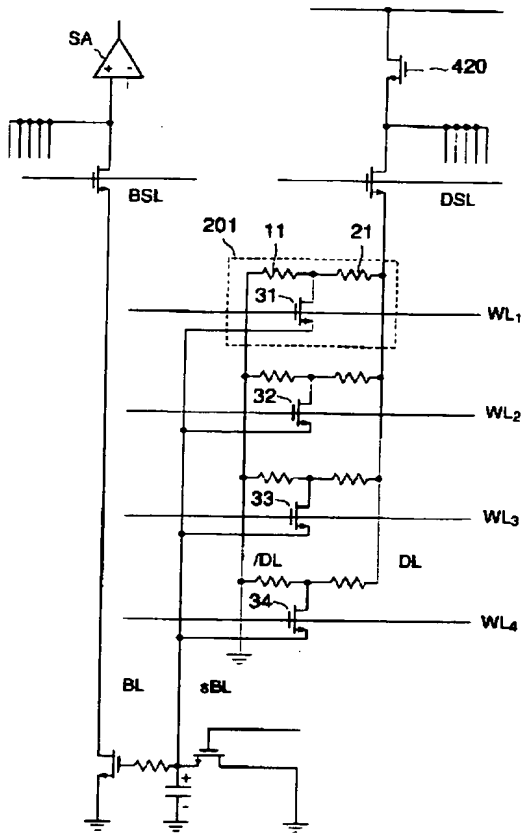 SA
+ -
420
BSL
DSL
201
11
21
31
WL1
32
WL2
33
WL3
/DL
DL
34
WL4
BL
sBL
+
-